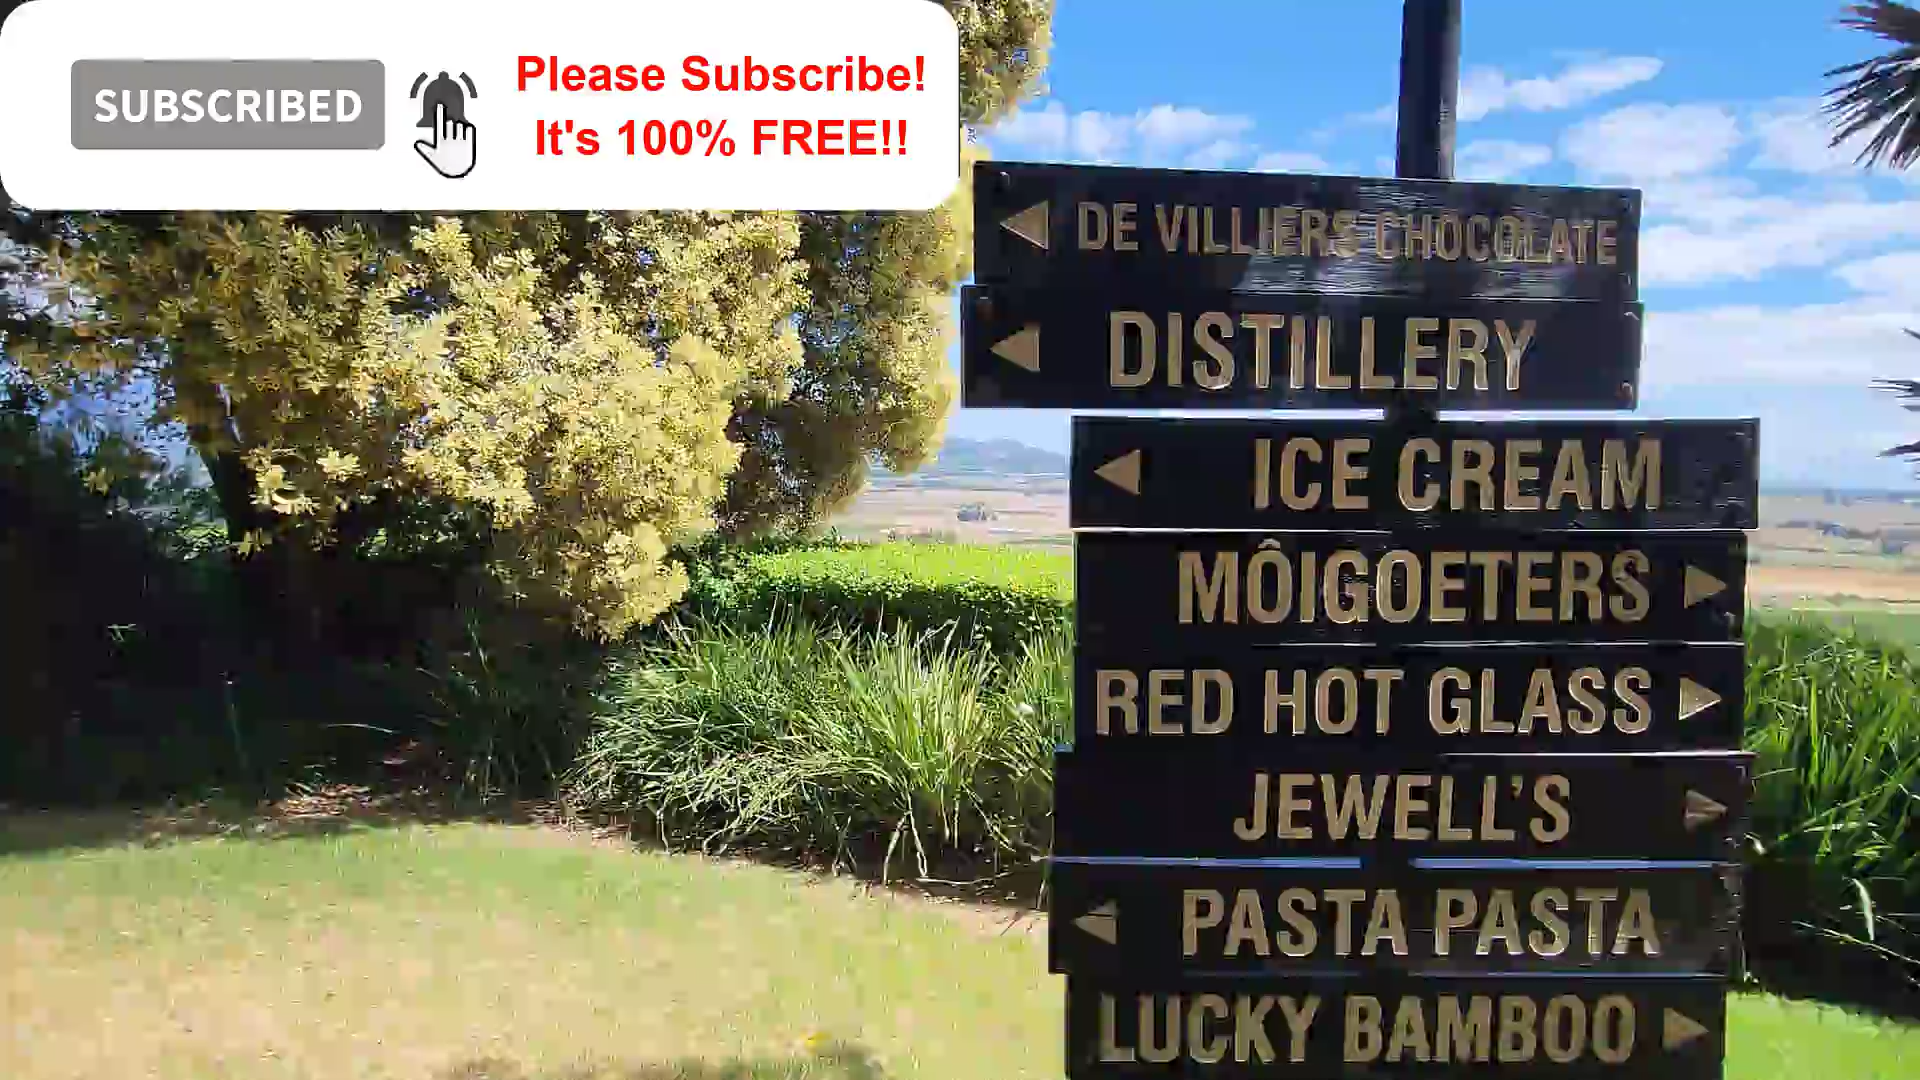 SUBSCRIBED
Please Subscribe!
It's 100% FREE!!
DE VILLIERS CHOCOLATE
DISTILLERY
ICE CREAM
MÔIGOETERS
RED HOT GLASS
JEWELL'S
PASTA PASTA
LUCKY BAMBOO